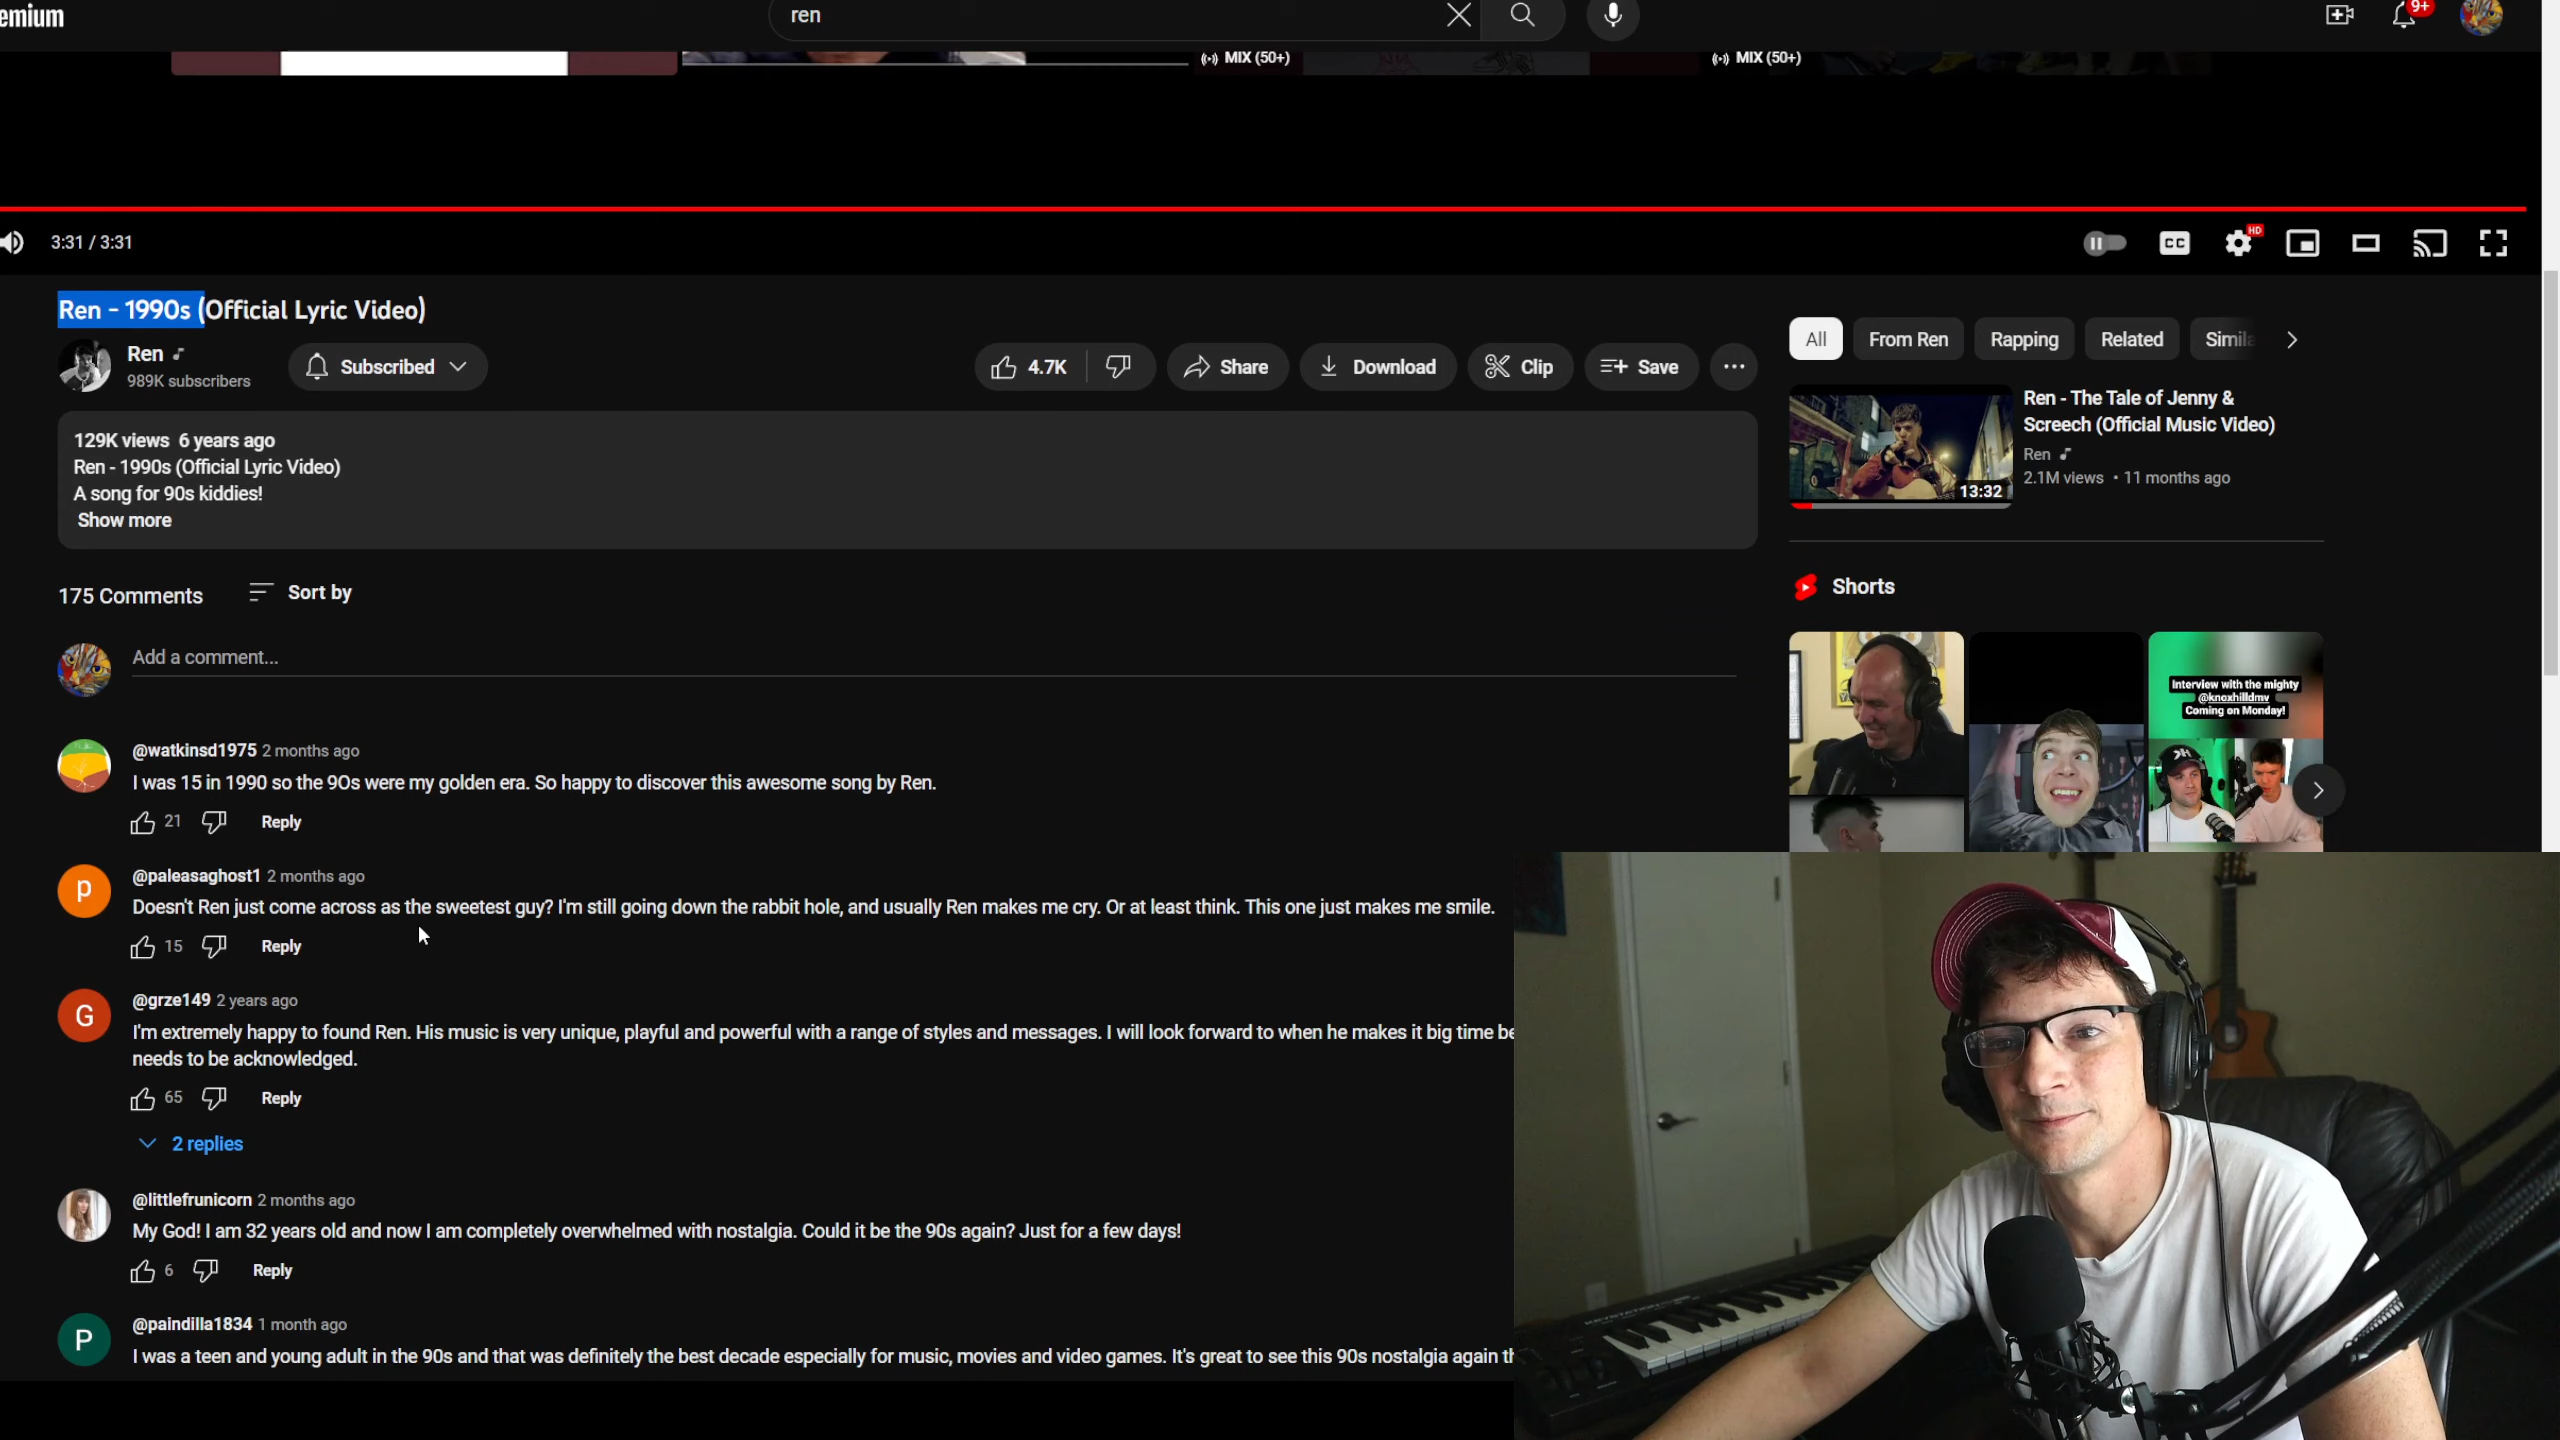 emium
ren
9+
MIX (50+)
MIX (50+)
3:31 / 3:31
CC
HD
Ren - 1990s (Official Lyric Video)
Ren
989K subscribers
Subscribed
4.7K
Share
Download
Clip
Save
129K views 6 years ago
Ren - 1990s (Official Lyric Video)
A song for 90s kiddies!
Show more
175 Comments
Sort by
Add a comment...
@watkinsd1975 2 months ago
I was 15 in 1990 so the 9Os were my golden era. So happy to discover this awesome song by Ren.
21
Reply
p
@paleasaghost1 2 months ago
Doesn't Ren just come across as the sweetest guy? I'm still going down the rabbit hole, and usually Ren makes me cry. Or at least think. This one just makes me smile.
15
Reply
G
@grze149 2 years ago
I'm extremely happy to found Ren. His music is very unique, playful and powerful with a range of styles and messages. I will look forward to when he makes it big time be
needs to be acknowledged.
65
Reply
2 replies
@littlefrunicorn 2 months ago
My God! I am 32 years old and now I am completely overwhelmed with nostalgia. Could it be the 90s again? Just for a few days!
6
Reply
P
@paindilla1834 1 month ago
I was a teen and young adult in the 90s and that was definitely the best decade especially for music, movies and video games. It's great to see this 90s nostalgia again th
All
From Ren
Rapping
Related
Simila
13:32
Ren - The Tale of Jenny &
Screech (Official Music Video)
Ren
2.1M views • 11 months ago
Shorts
Interview with the mighty
@knoxhilldmv
Coming on Monday!